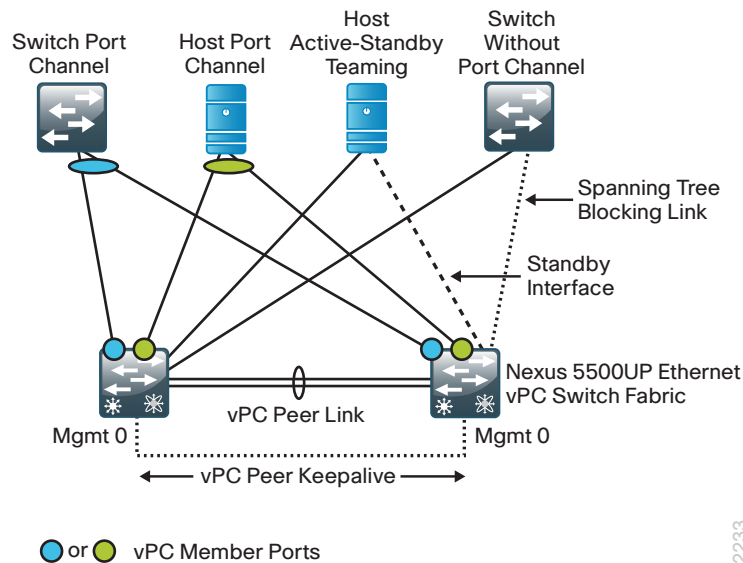 Switch Port
Channel
Host Port
Channel
Host
Active-Standby
Teaming
Switch
Without
Port Channel
Spanning Tree
Blocking Link
Standby
Interface
Nexus 5500UP Ethernet
vPC Switch Fabric
vPC Peer Link
Mgmt 0
Mgmt 0
vPC Peer Keepalive
or
vPC Member Ports
2233